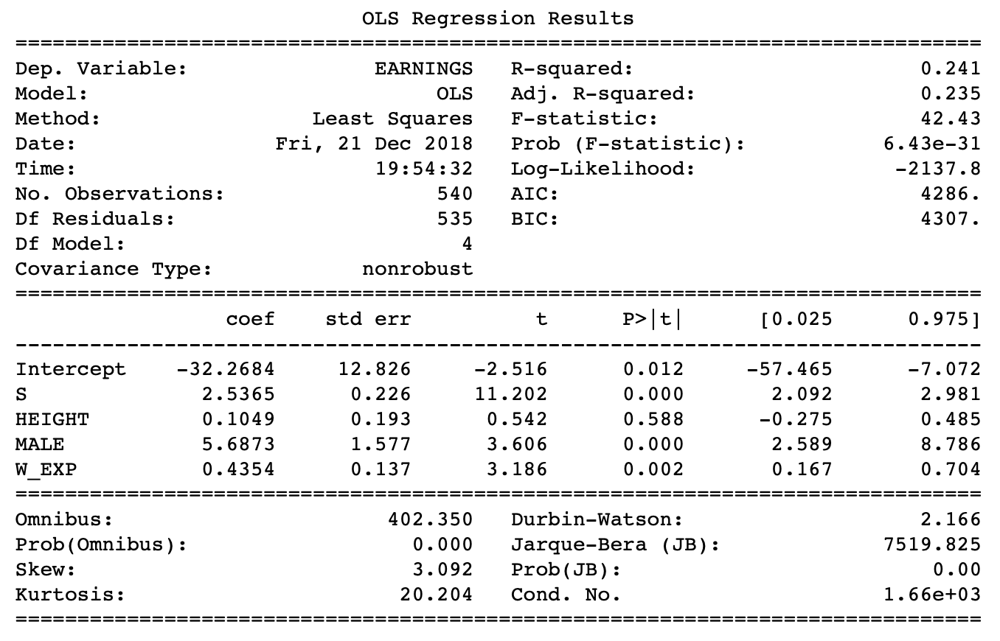 OLS Regression Results
==============================================================================
Dep. Variable:               EARNINGS   R-squared:                       0.241
Model:                            OLS   Adj. R-squared:                  0.235
Method:                 Least Squares   F-statistic:                     42.43
Date:                Fri, 21 Dec 2018   Prob (F-statistic):           6.43e-31
Time:                        19:54:32   Log-Likelihood:                -2137.8
No. Observations:                 540   AIC:                             4286.
Df Residuals:                     535   BIC:                             4307.
Df Model:                           4
Covariance Type:            nonrobust
==============================================================================
                 coef    std err          t      P>|t|      [0.025      0.975]
------------------------------------------------------------------------------
Intercept    -32.2684     12.826     -2.516      0.012     -57.465      -7.072
S              2.5365      0.226     11.202      0.000       2.092       2.981
HEIGHT         0.1049      0.193      0.542      0.588      -0.275       0.485
MALE           5.6873      1.577      3.606      0.000       2.589       8.786
W_EXP          0.4354      0.137      3.186      0.002       0.167       0.704
==============================================================================
Omnibus:                      402.350   Durbin-Watson:                   2.166
Prob(Omnibus):                  0.000   Jarque-Bera (JB):             7519.825
Skew:                           3.092   Prob(JB):                         0.00
Kurtosis:                      20.204   Cond. No.                     1.66e+03
==============================================================================